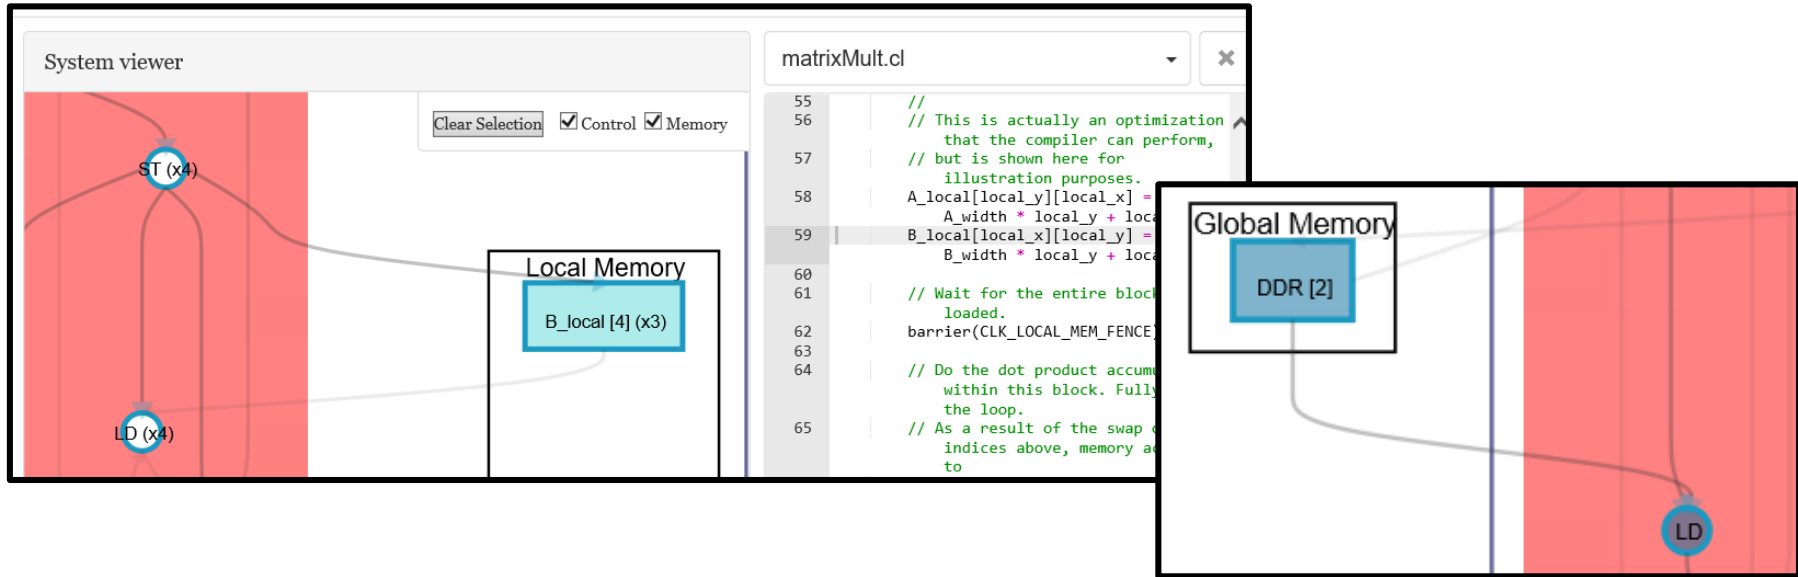 System viewer
Clear Selection Control Memory
ST (x4)
Local Memory
B_local [4] (x3)
LD (x4)
matrixMult.cl
55 //
56 // This is actually an optimization
that the compiler can perform,
57 // but is shown here for
illustration purposes.
58 A_local[local_y][local_x] =
A_width * local_y + loca
59 B_local[local_x][local_y] =
B_width * local_y + loca
60
61 // Wait for the entire block
loaded.
62 barrier(CLK_LOCAL_MEM_FENCE)
63
64 // Do the dot product accumu
within this block. Fully
the loop.
65 // As a result of the swap
indices above, memory a
to
Global Memory
DDR [2]
LD